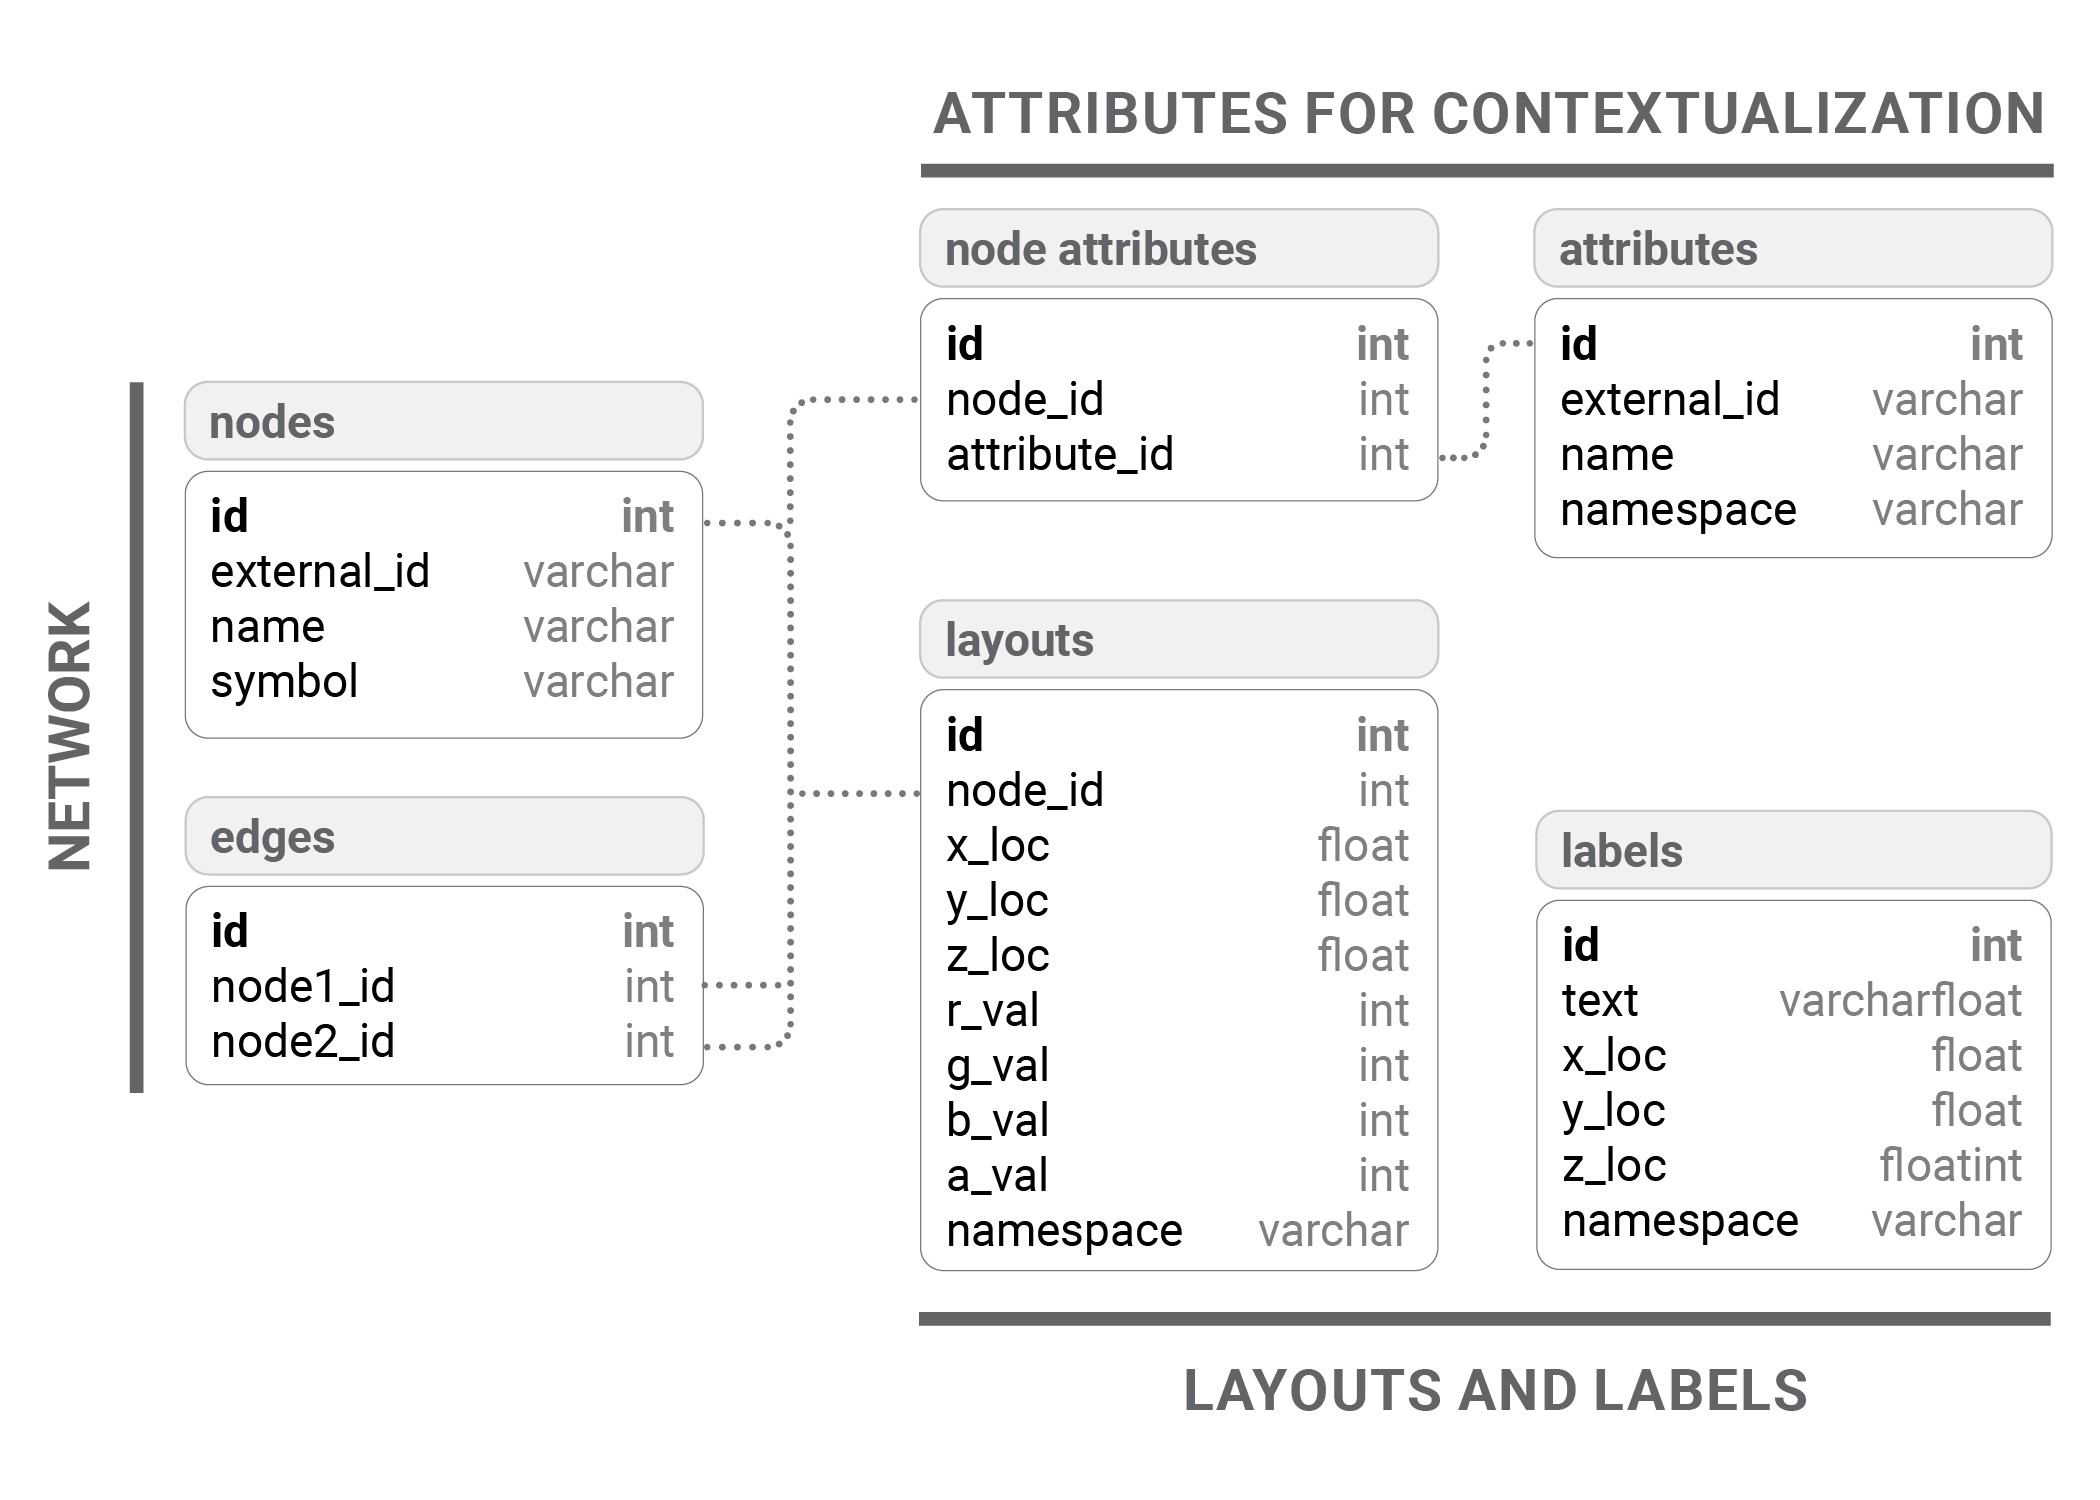 ATTRIBUTES FOR CONTEXTUALIZATION
node attributes
id int
node_id int
attribute_id int
attributes
id int
external_id varchar
name varchar
namespace varchar
NETWORK
nodes
id int
external_id varchar
name varchar
symbol varchar
edges
id int
node1_id int
node2_id int
layouts
id int
node_id int
x_loc float
y_loc float
z_loc float
r_val int
g_val int
b_val int
a_val int
namespace varchar
labels
id int
text varcharfloat
x_loc float
y_loc float
z_loc floatint
namespace varchar
LAYOUTS AND LABELS